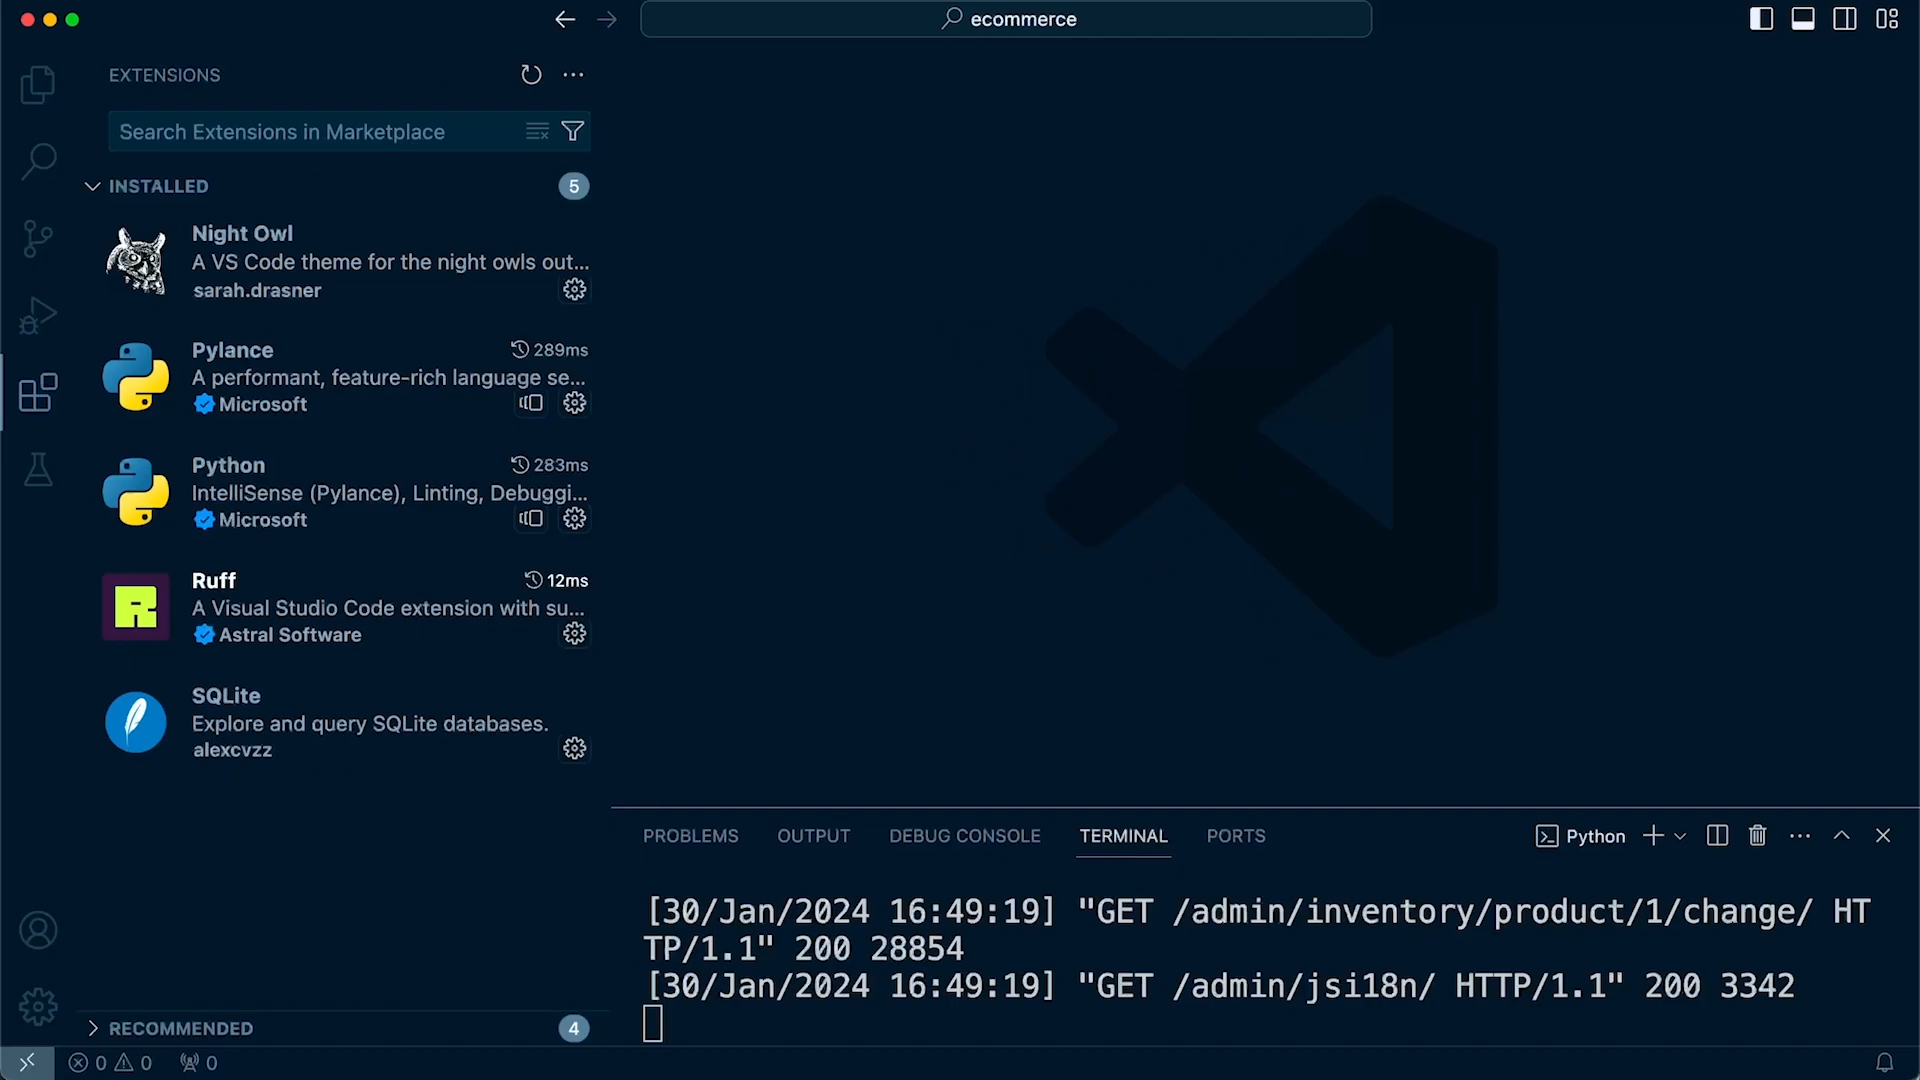 ecommerce
EXTENSIONS
Search Extensions in Marketplace
INSTALLED
5
Night Owl
A VS Code theme for the night owls out...
sarah.drasner
Pylance
289ms
A performant, feature-rich language se...
Microsoft
Python
283ms
IntelliSense (Pylance), Linting, Debuggi...
Microsoft
Ruff
12ms
A Visual Studio Code extension with su...
Astral Software
SQLite
Explore and query SQLite databases.
alexcvzz
RECOMMENDED
4
PROBLEMS OUTPUT DEBUG CONSOLE TERMINAL PORTS
Python
[30/Jan/2024 16:49:19] "GET /admin/inventory/product/1/change/ HT
TP/1.1" 200 28854
[30/Jan/2024 16:49:19] "GET /admin/jsi18n/ HTTP/1.1" 200 3342
0 0 0